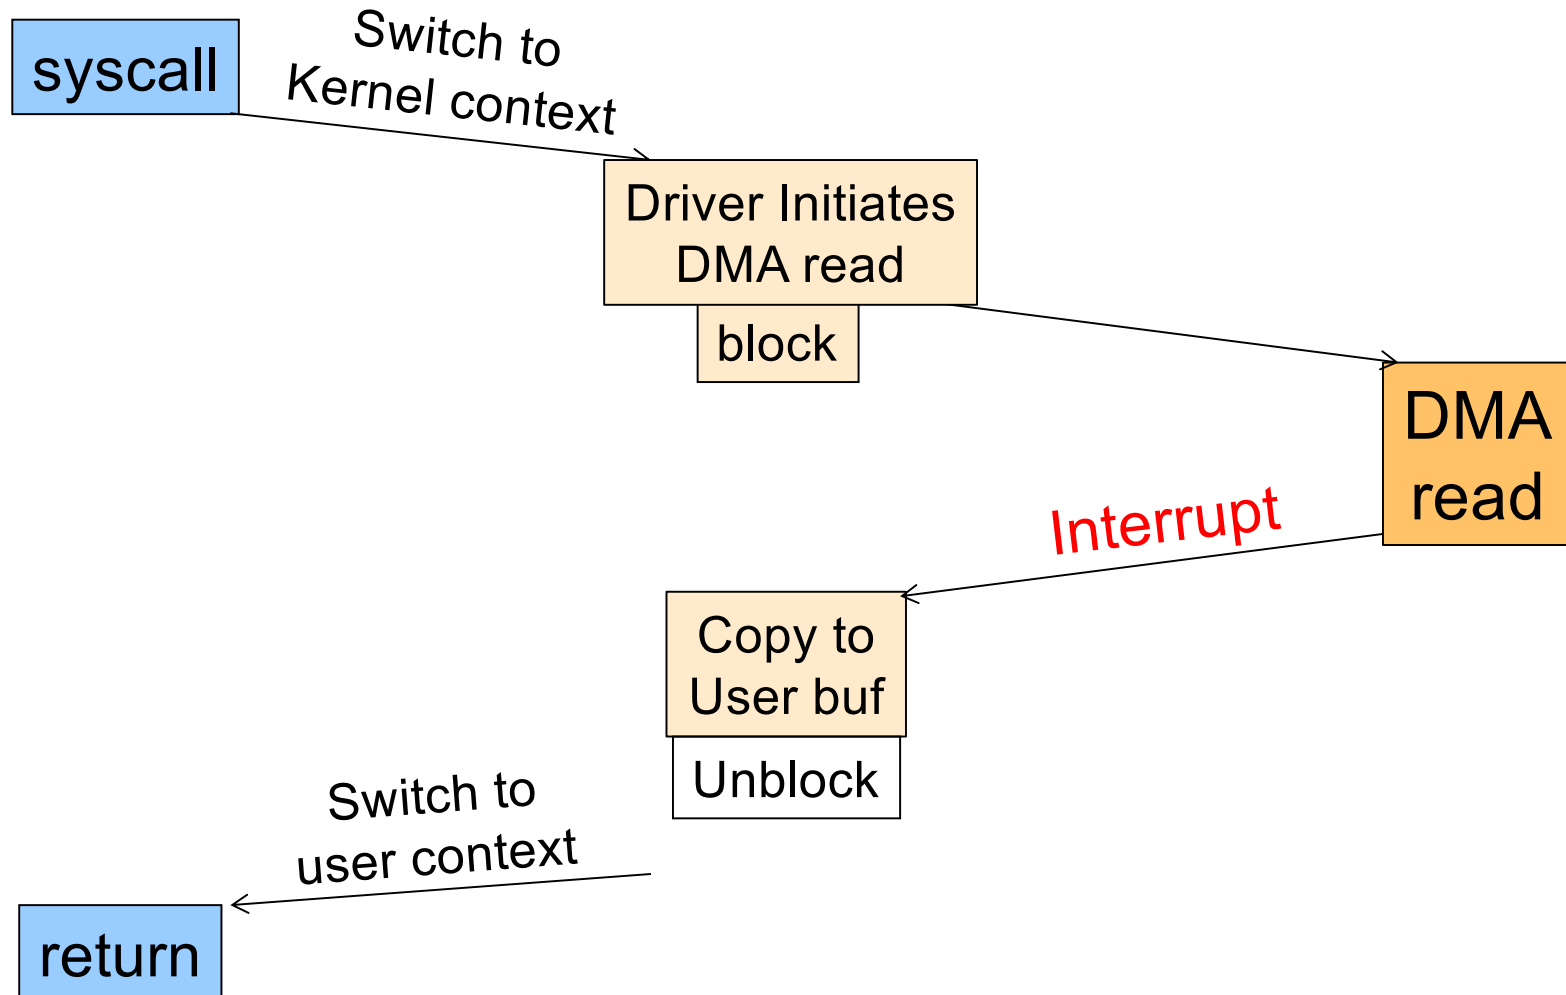 syscall
Switch to
Kernel context
Driver Initiates
DMA read
block
DMA
read
Interrupt
Copy to
User buf
Unblock
Switch to
user context
return